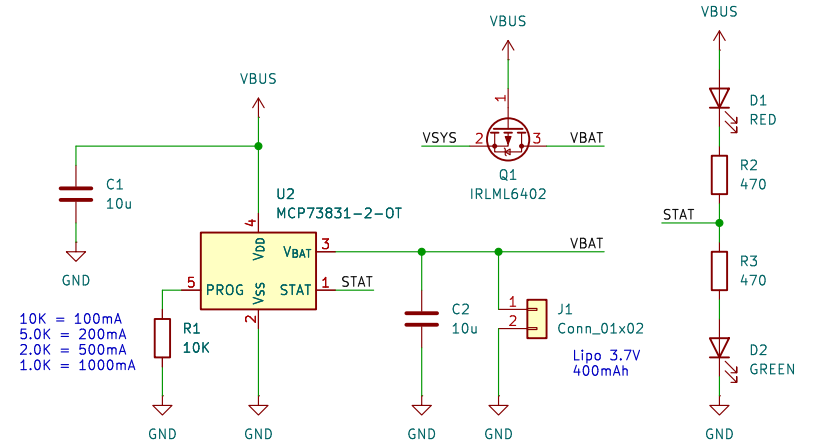 VBUS
VBUS
VBUS
1
D1
RED
VSYS
2
3
VBAT
Q1
IRLML6402
R2
470
C1
10u
U2
MCP73831-2-OT
4
VDD
VBAT
3
VBAT
STAT
GND
5
PROG
VSS
STAT
1
STAT
2
R3
470
10K = 100mA
5.0K = 200mA
2.0K = 500mA
1.0K = 1000mA
R1
10K
C2
10u
1
2
J1
Conn_01x02
Lipo 3.7V
400mAh
D2
GREEN
GND
GND
GND
GND
GND